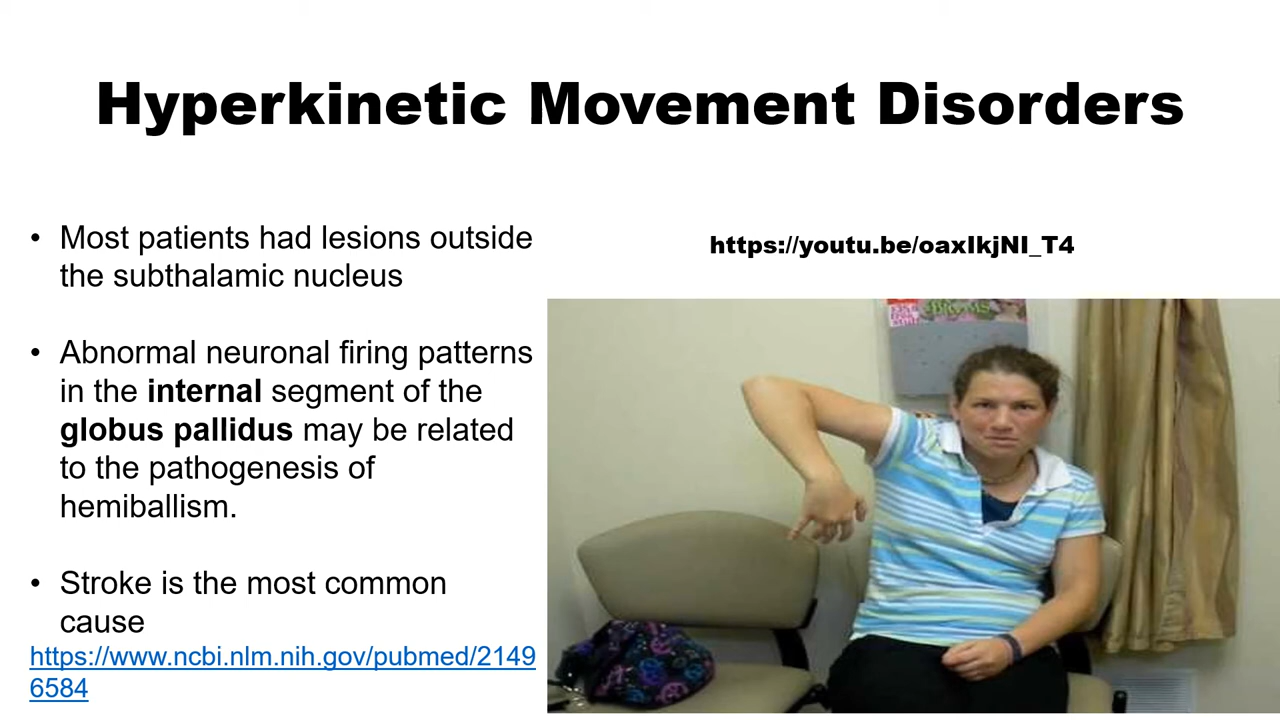 Hyperkinetic Movement Disorders
• Most patients had lesions outside
the subthalamic nucleus
• Abnormal neuronal firing patterns
in the internal segment of the
globus pallidus may be related
to the pathogenesis of
hemiballism.
• Stroke is the most common
cause
https://www.ncbi.nlm.nih.gov/pubmed/2149
6584
https://youtu.be/oaxIkjNI_T4